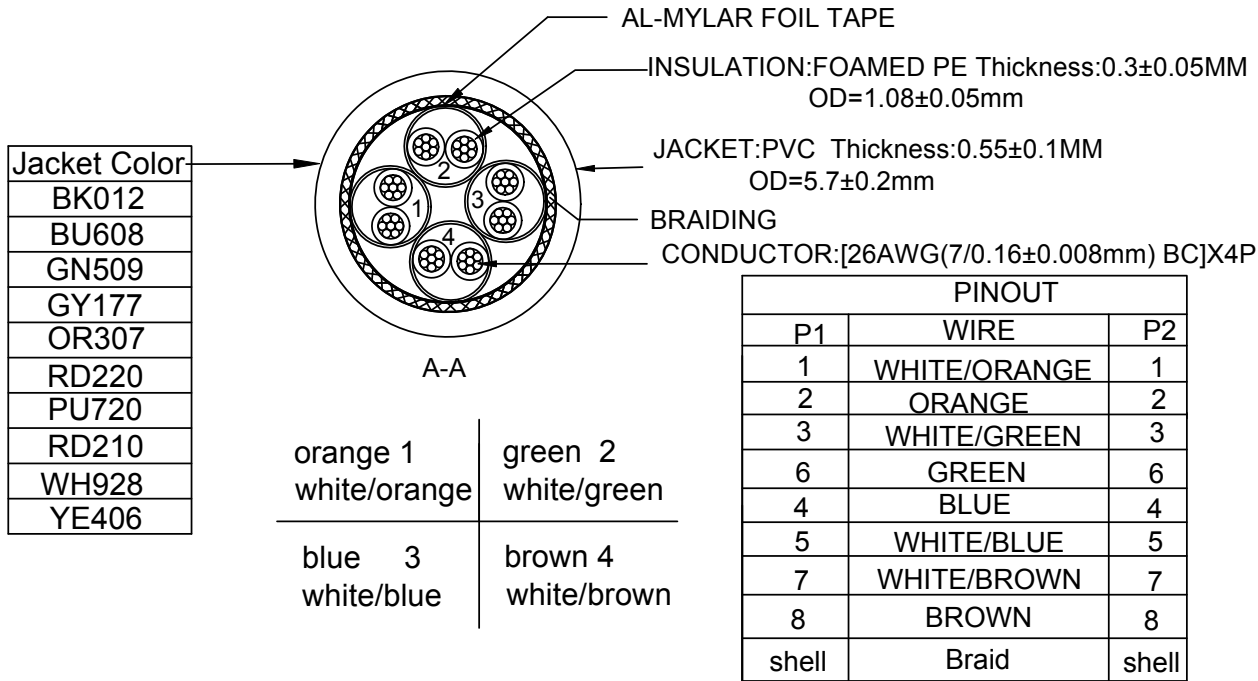 AL-MYLAR FOIL TAPE
INSULATION:FOAMED PE Thickness:0.3±0.05MM
OD=1.08±0.05mm
JACKET:PVC Thickness:0.55±0.1MM
OD=5.7±0.2mm
BRAIDING
CONDUCTOR:[26AWG(7/0.16±0.008mm) BC]X4P
2
1
3
4
A-A
Jacket Color
BK012
BU608
GN509
GY177
OR307
RD220
PU720
RD210
WH928
YE406
orange 1
white/orange
green 2
white/green
blue 3
white/blue
brown 4
white/brown
PINOUT
P1 WIRE P2
1 WHITE/ORANGE 1
2 ORANGE 2
3 WHITE/GREEN 3
6 GREEN 6
4 BLUE 4
5 WHITE/BLUE 5
7 WHITE/BROWN 7
8 BROWN 8
shell Braid shell